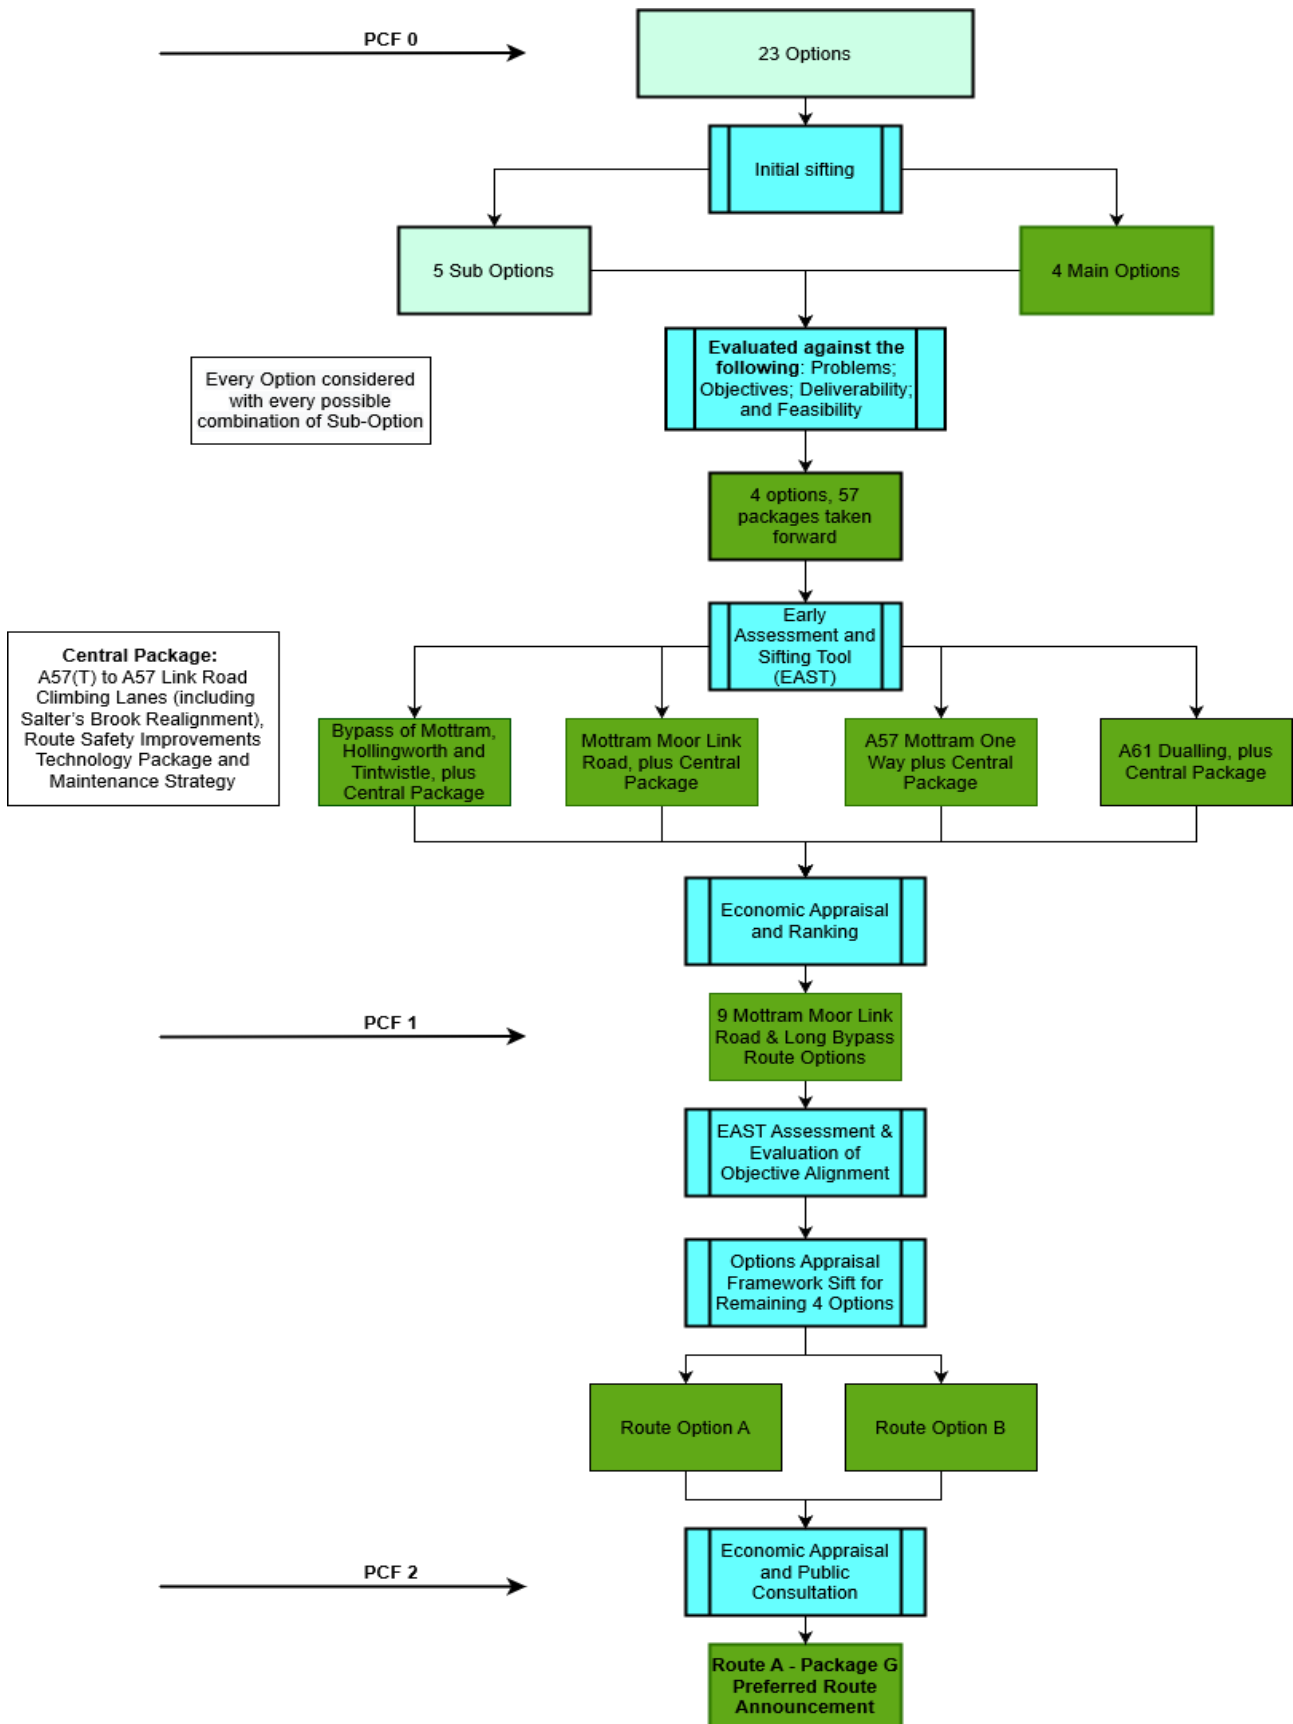 PCF 0
23 Options
Initial sifting
5 Sub Options
4 Main Options
Evaluated against the
following: Problems;
Objectives; Deliverability;
and Feasibility
Every Option considered
with every possible
combination of Sub-Option
4 options, 57
packages taken
forward
Early
Assessment and
Sifting Tool
(EAST)
Central Package:
A57(T) to A57 Link Road
Climbing Lanes (including
Salter's Brook Realignment),
Route Safety Improvements
Technology Package and
Maintenance Strategy
Bypass of Mottram,
Hollingworth and
Tintwistle, plus
Central Package
Mottram Moor Link
Road, plus Central
Package
A57 Mottram One
Way plus Central
Package
A61 Dualling, plus
Central Package
Economic Appraisal
and Ranking
PCF 1
9 Mottram Moor Link
Road & Long Bypass
Route Options
EAST Assessment &
Evaluation of
Objective Alignment
Options Appraisal
Framework Sift for
Remaining 4 Options
Route Option A
Route Option B
PCF 2
Economic Appraisal
and Public
Consultation
Route A - Package G
Preferred Route
Announcement